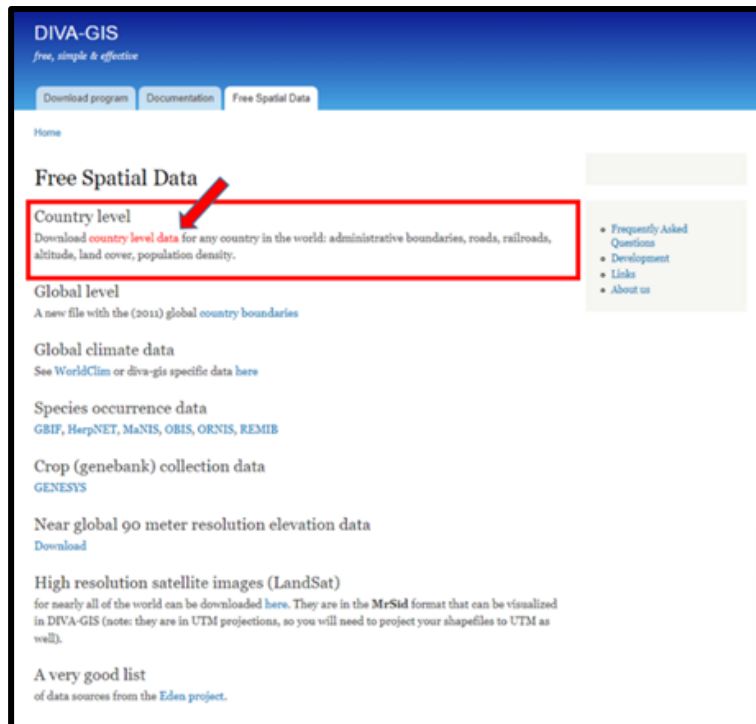 DIVA-GIS
free, simple & effective
Download program
Documentation
Free Spatial Data
Home
Free Spatial Data
Country level
Download country level data for any country in the world: administrative boundaries, roads, railroads,
altitude, land cover, population density.
Global level
A new file with the (2011) global country boundaries
Global climate data
See WorldClim or diva-gis specific data here
Species occurrence data
GBIF, HerpNET, MaNIS, OBIS, ORNIS, REMIB
Crop (genebank) collection data
GENESYS
Near global 90 meter resolution elevation data
Download
High resolution satellite images (LandSat)
for nearly all of the world can be downloaded here. They are in the MrSid format that can be visualized
in DIVA-GIS (note: they are in UTM projections, so you will need to project your shapefiles to UTM as
well).
A very good list
of data sources from the Eden project.
Frequently Asked
Questions
Development
Links
About us